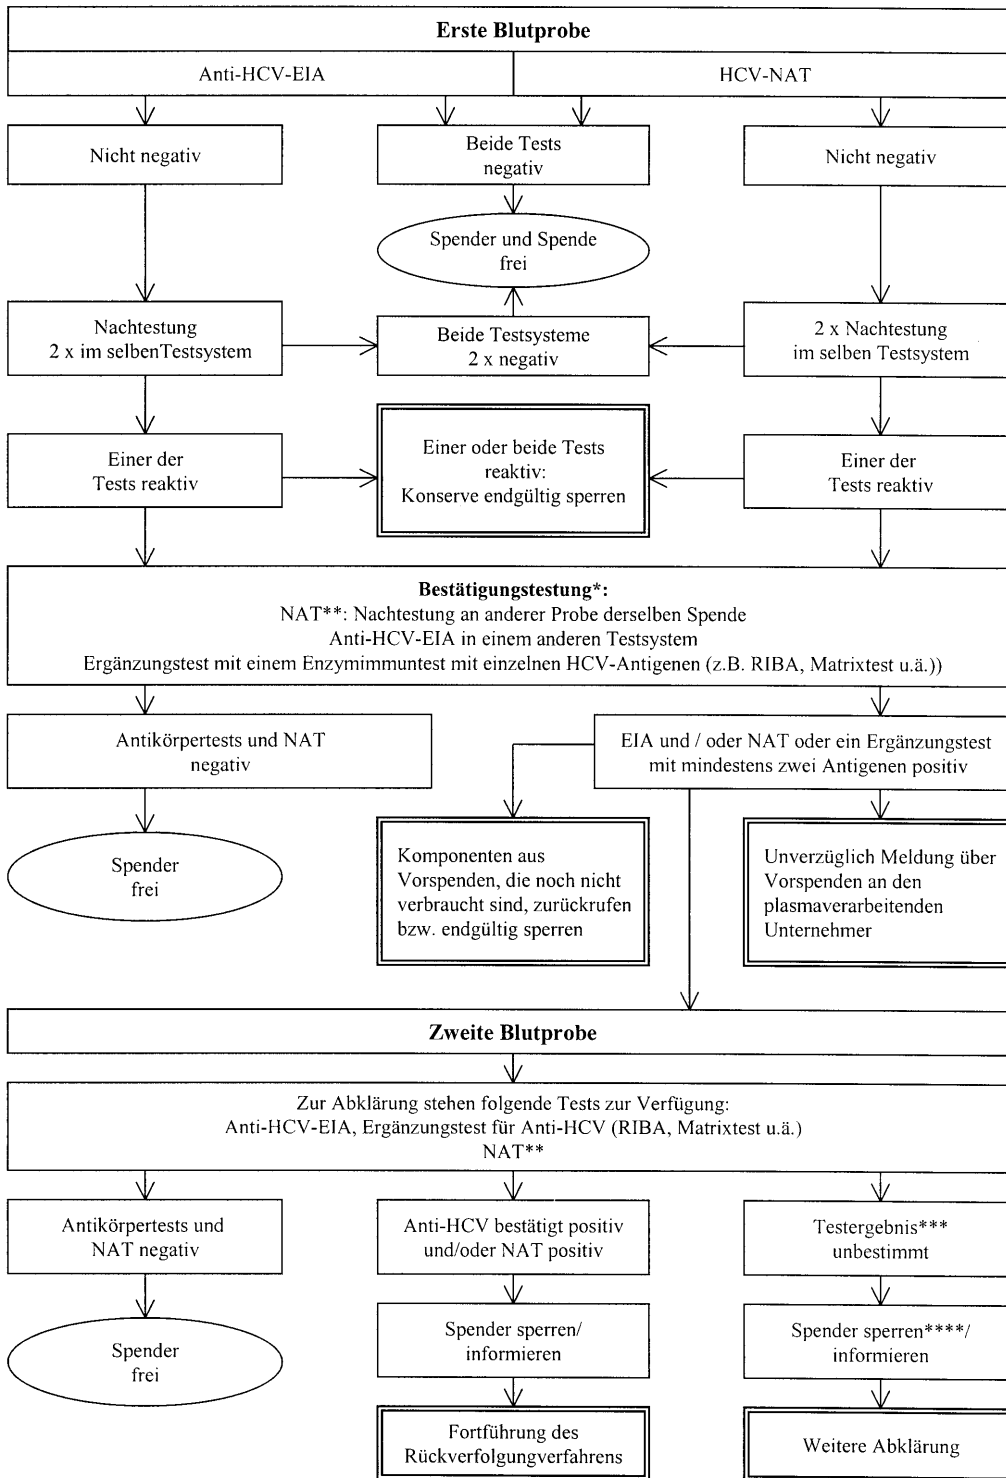 Erste Blutprobe
Anti-HCV-EIA
HCV-NAT
Nicht negativ
Beide Tests
negativ
Nicht negativ
Spender und Spende
frei
Nachtestung
2 x im selbenTestsystem
Beide Testsysteme
2 x negativ
2 x Nachtestung
im selben Testsystem
Einer der
Tests reaktiv
Einer oder beide Tests
reaktiv:
Konserve endgültig sperren
Einer der
Tests reaktiv
Bestätigungstestung*:
NAT**: Nachtestung an anderer Probe derselben Spende
Anti-HCV-EIA in einem anderen Testsystem
Ergänzungstest mit einem Enzymimmuntest mit einzelnen HCV-Antigenen (z.B. RIBA, Matrixtest u.ä.))
Antikörpertests und NAT
negativ
EIA und / oder NAT oder ein Ergänzungstest
mit mindestens zwei Antigenen positiv
Spender
frei
Komponenten aus
Vorspenden, die noch nicht
verbraucht sind, zurückrufen
bzw. endgültig sperren
Unverzüglich Meldung über
Vorspenden an den
plasmaverarbeitenden
Unternehmer
Zweite Blutprobe
Zur Abklärung stehen folgende Tests zur Verfügung:
Anti-HCV-EIA, Ergänzungstest für Anti-HCV (RIBA, Matrixtest u.ä.)
NAT**
Antikörpertests und
NAT negativ
Anti-HCV bestätigt positiv
und/oder NAT positiv
Testergebnis***
unbestimmt
Spender
frei
Spender sperren/
informieren
Spender sperren****/
informieren
Fortführung des
Rückverfolgungverfahrens
Weitere Abklärung